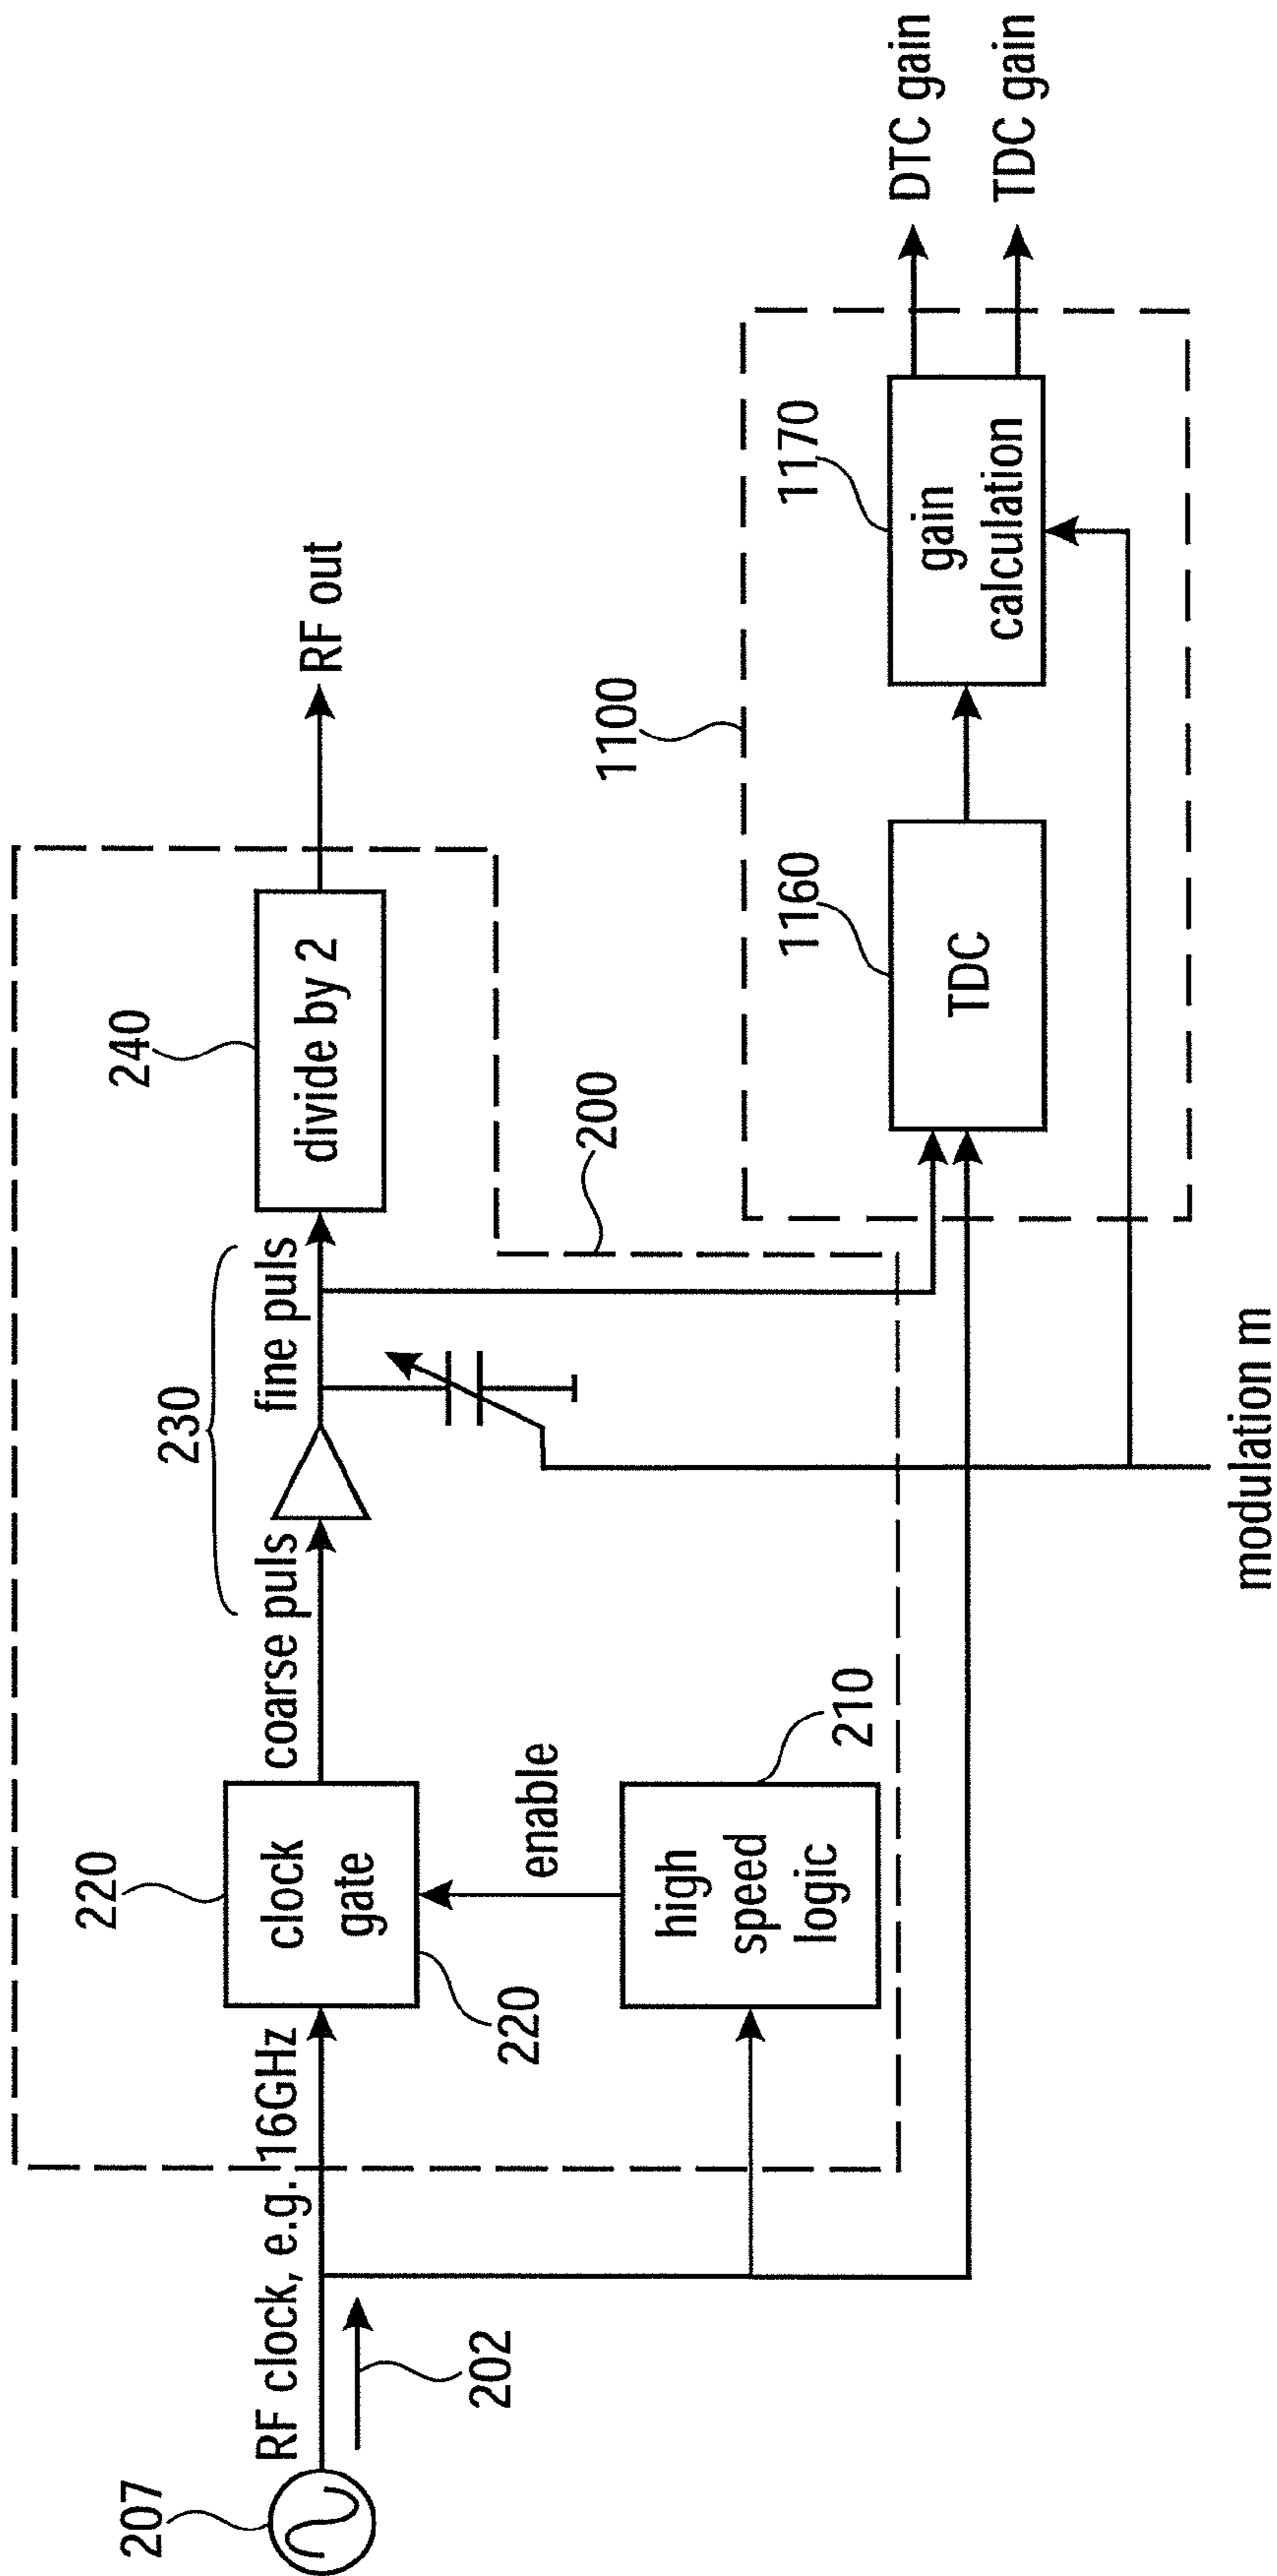 207
RF clock, e.g. 16GHz
202
220
clock
gate
220
enable
high
speed
logic
210
coarse puls
230
fine puls
240
divide by 2
RF out
200
modulation m
1100
1160
TDC
1170
gain
calculation
DTC gain
TDC gain